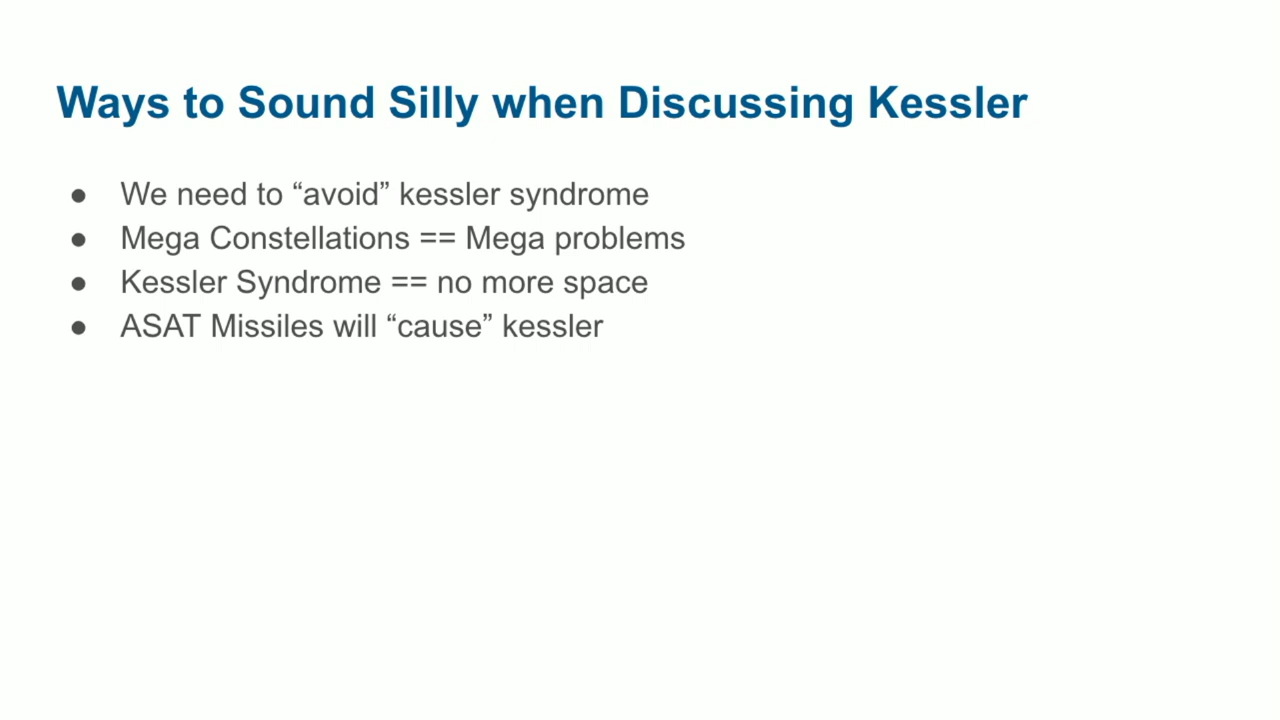 Ways to Sound Silly when Discussing Kessler
● We need to “avoid” kessler syndrome
● Mega Constellations == Mega problems
● Kessler Syndrome == no more space
● ASAT Missiles will “cause” kessler